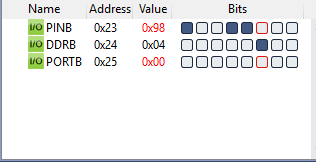 Name Address Value Bits
I/O PINB 0x23 0x98
I/O DDRB 0x24 0x04
I/O PORTB 0x25 0x00